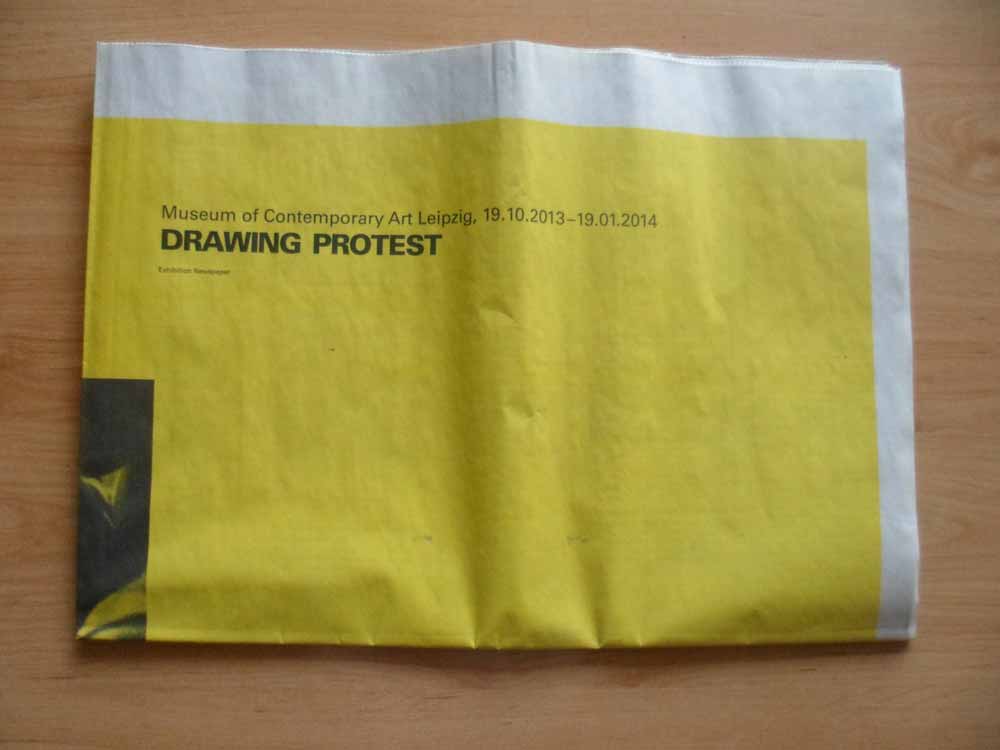 Museum of Contemporary Art Leipzig, 19.10.2013–19.01.2014
DRAWING PROTEST
Exhibition Newspaper